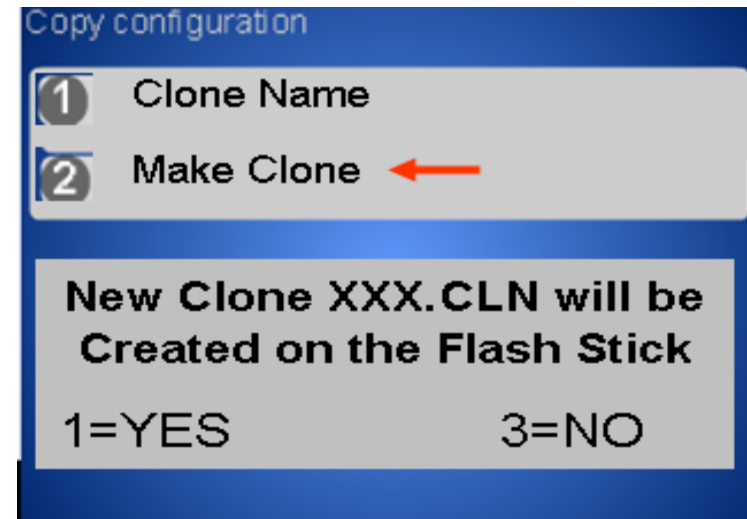 Copy configuration
1 Clone Name
2 Make Clone
New Clone XXX.CLN will be
Created on the Flash Stick
1=YES 3=NO